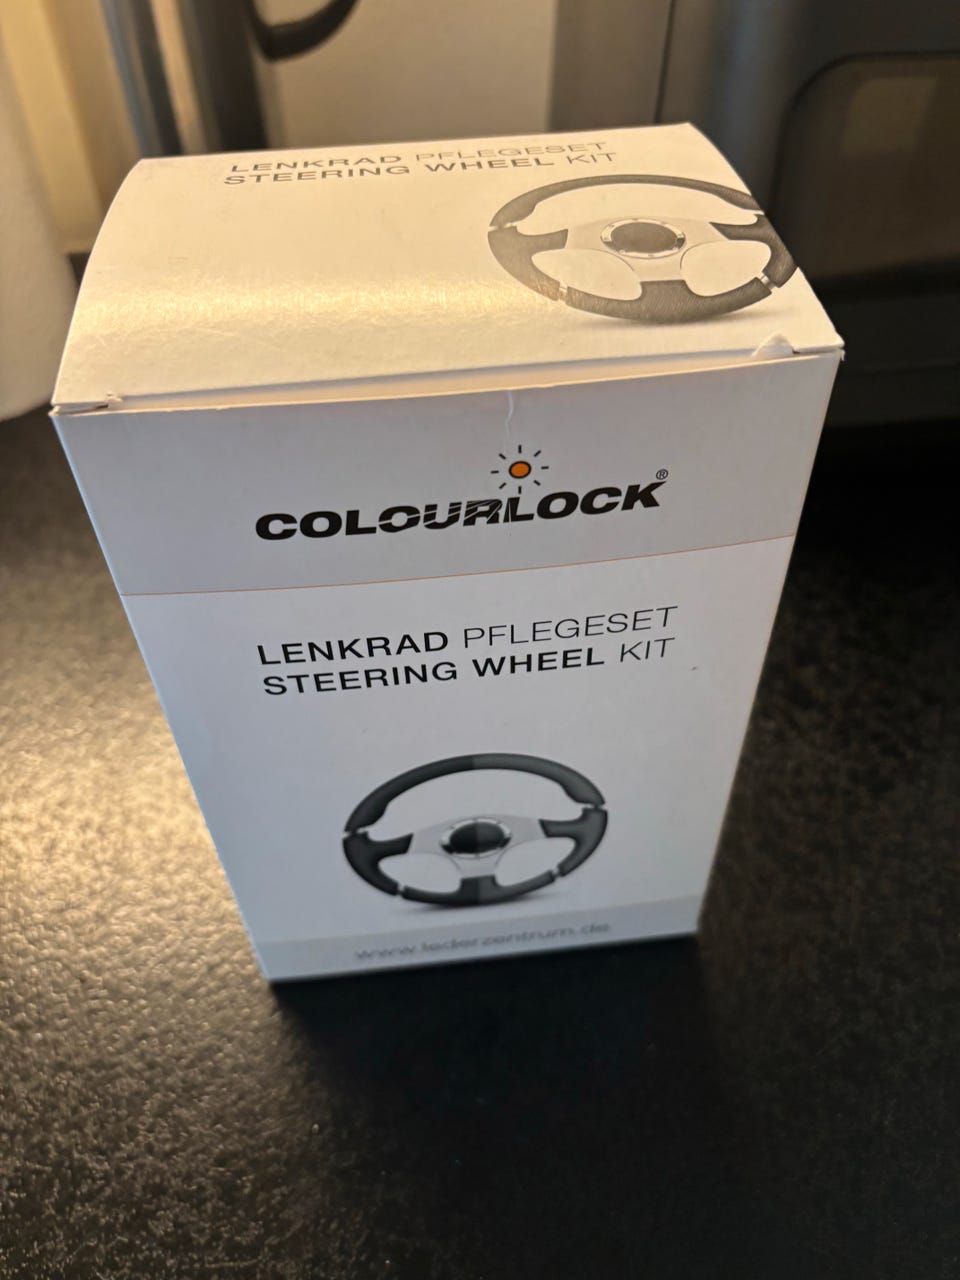 LENKRAD PFLEGESET
STEERING WHEEL KIT
COLOURLOCK®
LENKRAD PFLEGESET
STEERING WHEEL KIT
www.lederzentrum.de